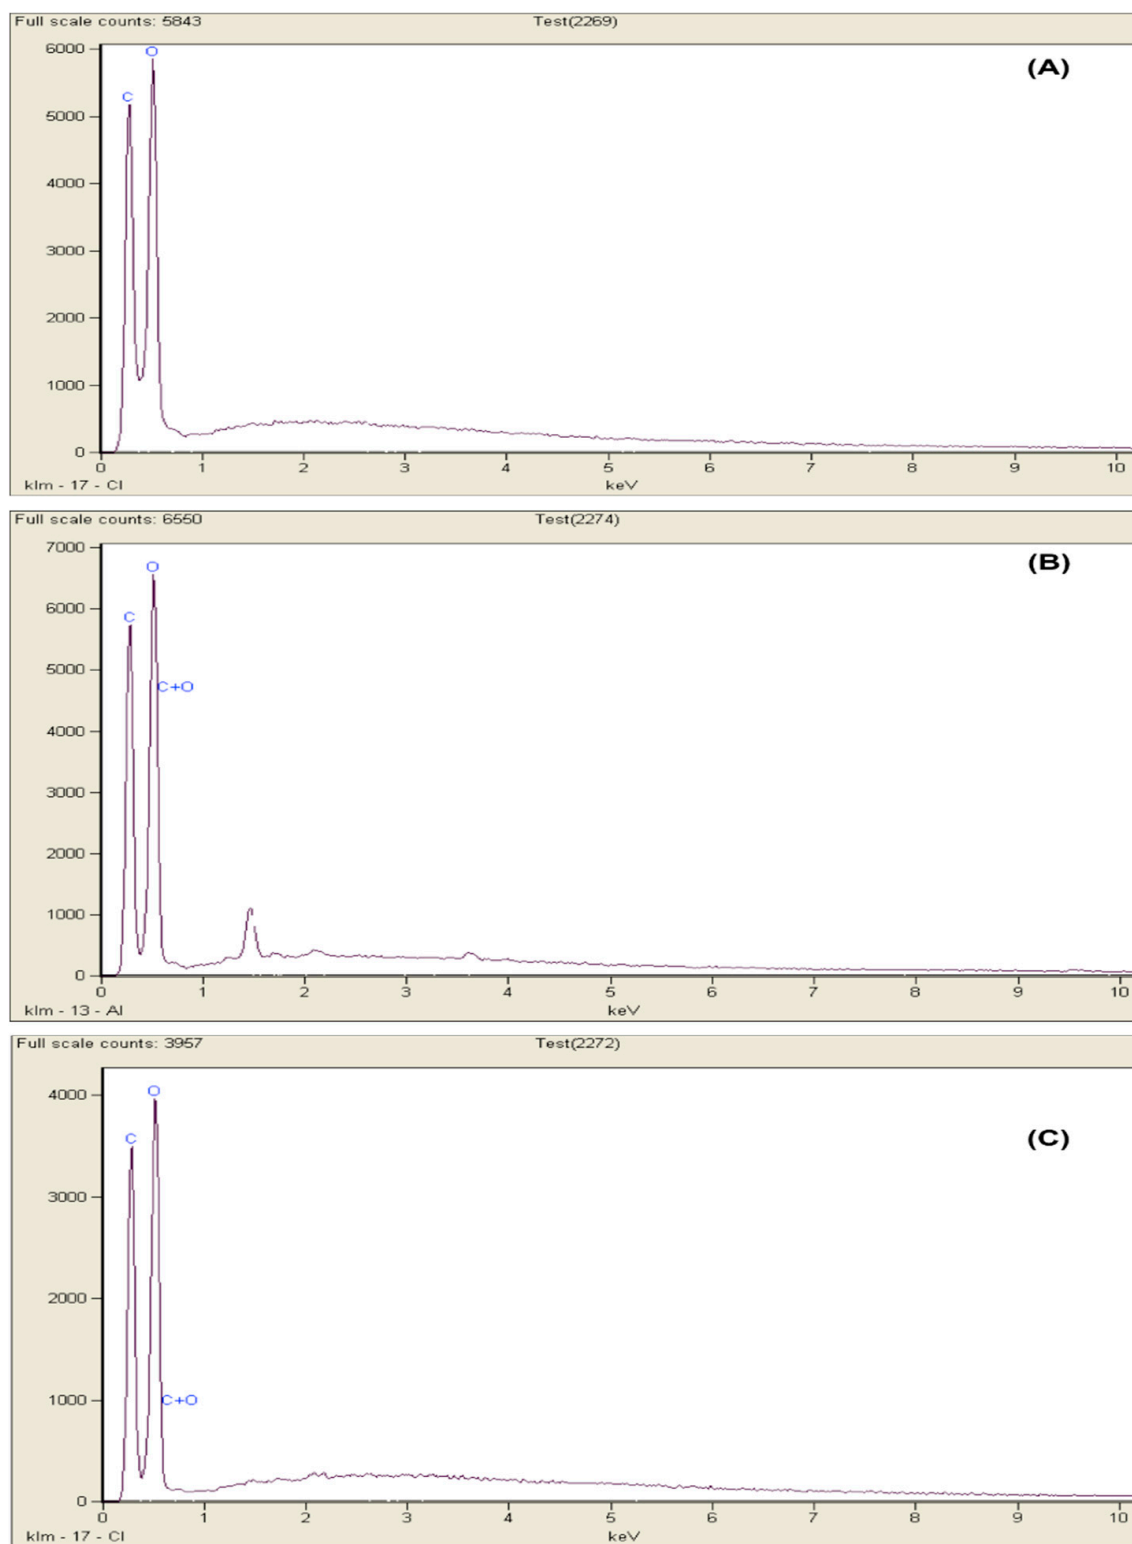 Full scale counts: 5843 Test(2269)
6000
5000
4000
3000
2000
1000
0
C
O
(A)
0 1 2 3 4 5 6 7 8 9 10
klm - 17 - Cl keV
Full scale counts: 6550 Test(2274)
7000
6000
5000
4000
3000
2000
1000
0
C
O
C+O
(B)
0 1 2 3 4 5 6 7 8 9 10
klm - 13 - Al keV
Full scale counts: 3957 Test(2272)
4000
3000
2000
1000
0
C
O
C+O
(C)
0 1 2 3 4 5 6 7 8 9 10
klm - 17 - Cl keV